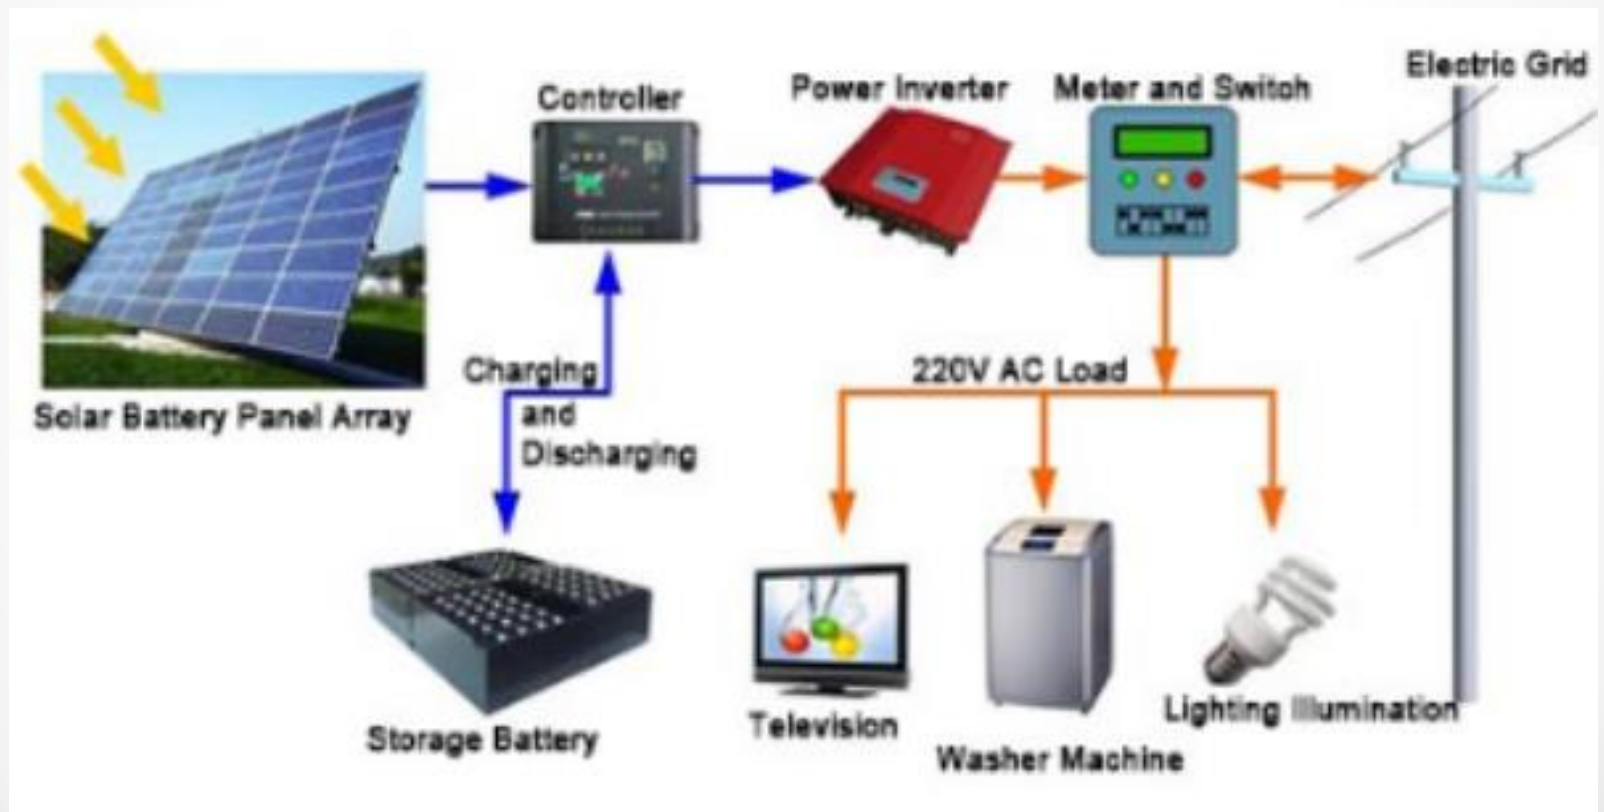 Electric Grid
Controller
Power Inverter
Meter and Switch
Charging
and
Discharging
220V AC Load
Solar Battery Panel Array
Storage Battery
Television
Washer Machine
Lighting Illumination